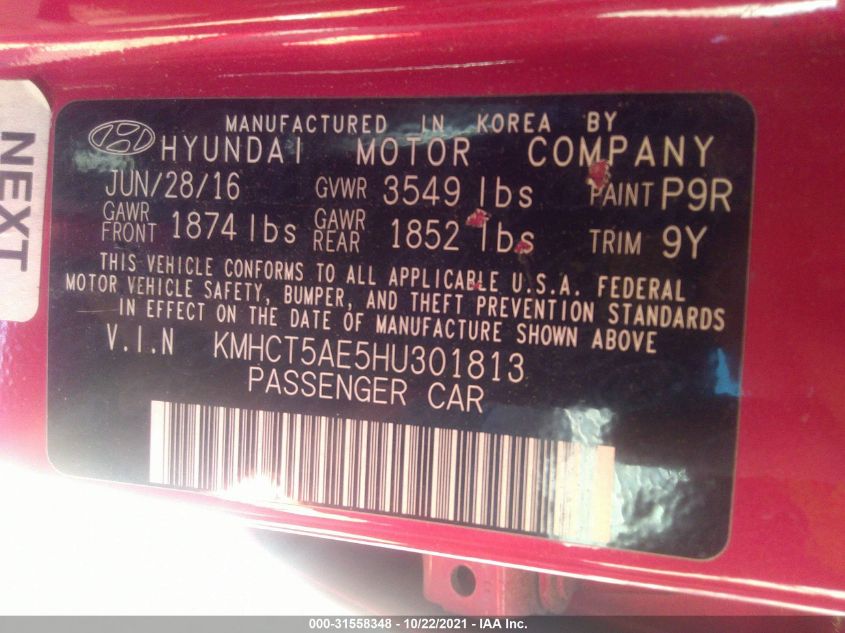 NEXT
MANUFACTURED IN KOREA BY
HYUNDAI MOTOR COMPANY
JUN/28/16 GVWR 3549 lbs PAINT P9R
GAWR FRONT 1874 lbs GAWR REAR 1852 lbs TRIM 9Y
THIS VEHICLE CONFORMS TO ALL APPLICABLE U.S.A. FEDERAL
MOTOR VEHICLE SAFETY, BUMPER, AND THEFT PREVENTION STANDARDS
IN EFFECT ON THE DATE OF MANUFACTURE SHOWN ABOVE
V.I.N KMHCT5AE5HU301813
PASSENGER CAR
000-31558348 - 10/22/2021 - IAA Inc.